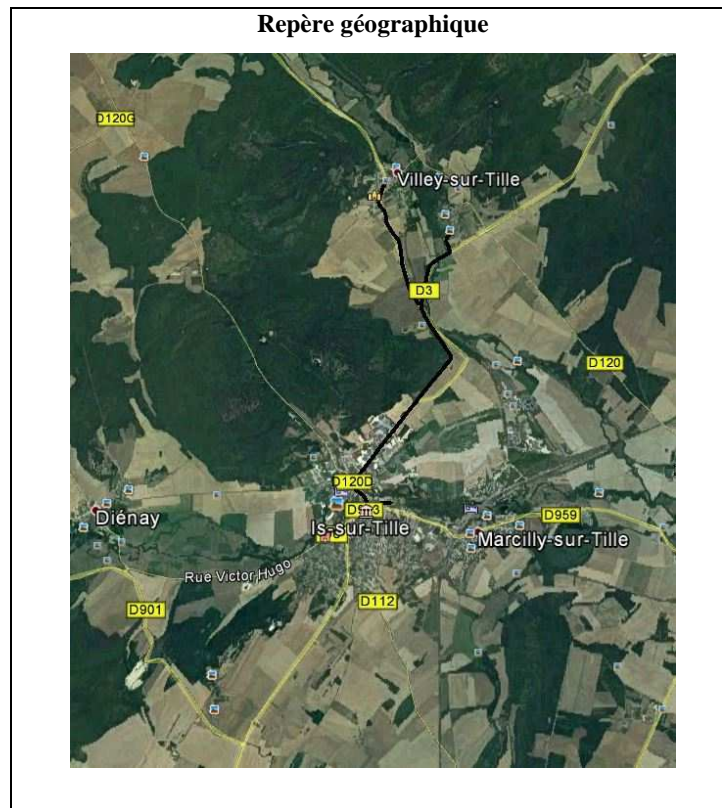 Repère géographique
D120G
Villey-sur-Tille
D3
D120
D120D
Diénay
Is-sur-Tille
D959
Marcilly-sur-Tille
Rue Victor Hugo
D901
D112